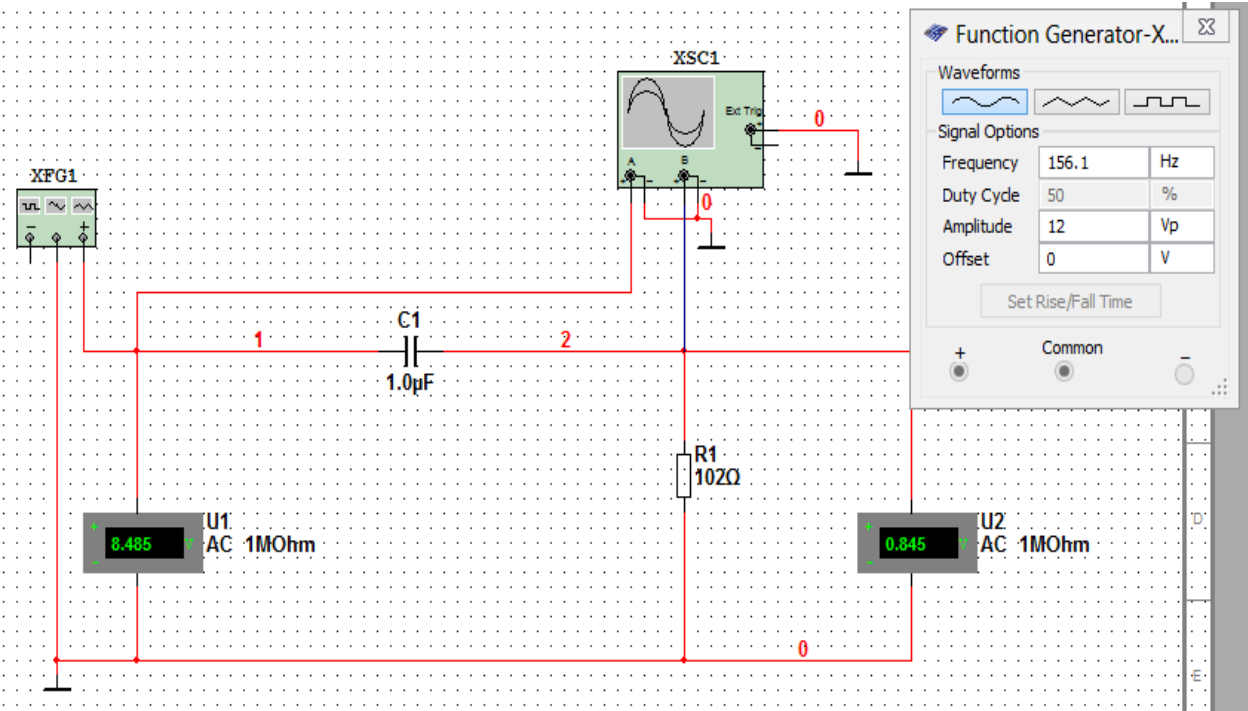 Function Generator-X...
Waveforms
Signal Options
Frequency 156.1 Hz
Duty Cycle 50 %
Amplitude 12 Vp
Offset 0 V
Set Rise/Fall Time
+ Common -
XSC1
Ext Trig
+
-
0
A B
+ - + -
0
XFG1
- +
1
C1
1.0µF
2
R1
102Ω
U1
+ 8.485 V -
AC 1MOhm
U2
+ 0.845 V -
AC 1MOhm
0
D
E